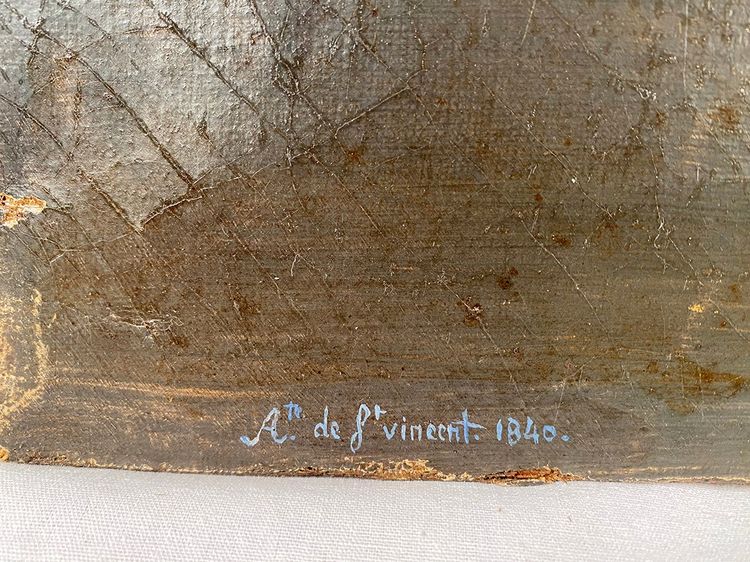 Ate. de St vincent. 1840.